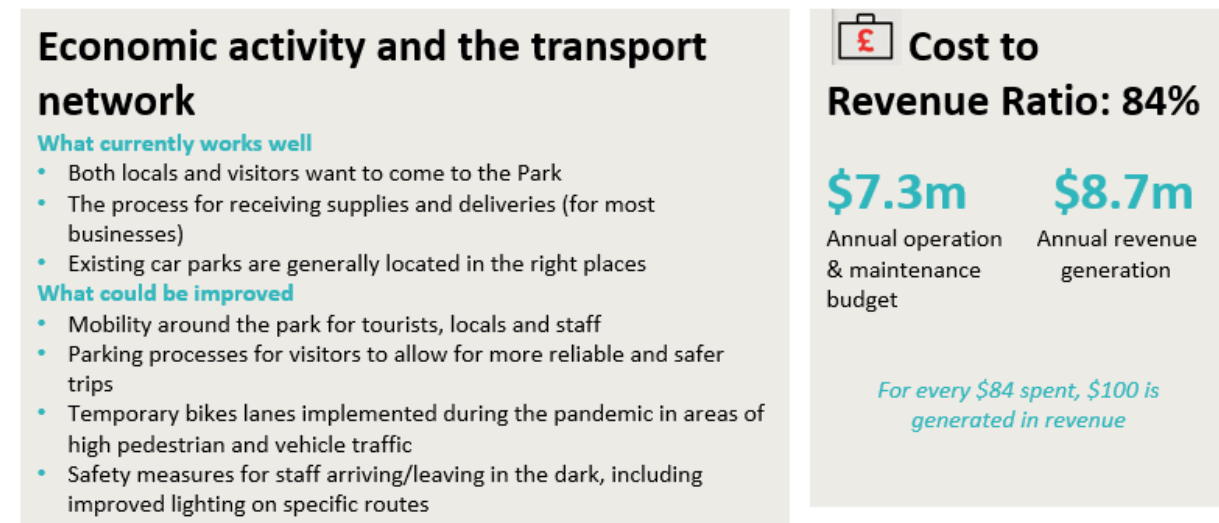 Economic activity and the transport
network
What currently works well
• Both locals and visitors want to come to the Park
• The process for receiving supplies and deliveries (for most
businesses)
• Existing car parks are generally located in the right places
What could be improved
• Mobility around the park for tourists, locals and staff
• Parking processes for visitors to allow for more reliable and safer
trips
• Temporary bikes lanes implemented during the pandemic in areas of
high pedestrian and vehicle traffic
• Safety measures for staff arriving/leaving in the dark, including
improved lighting on specific routes
£ Cost to
Revenue Ratio: 84%
$7.3m
Annual operation
& maintenance
budget
$8.7m
Annual revenue
generation
For every $84 spent, $100 is
generated in revenue